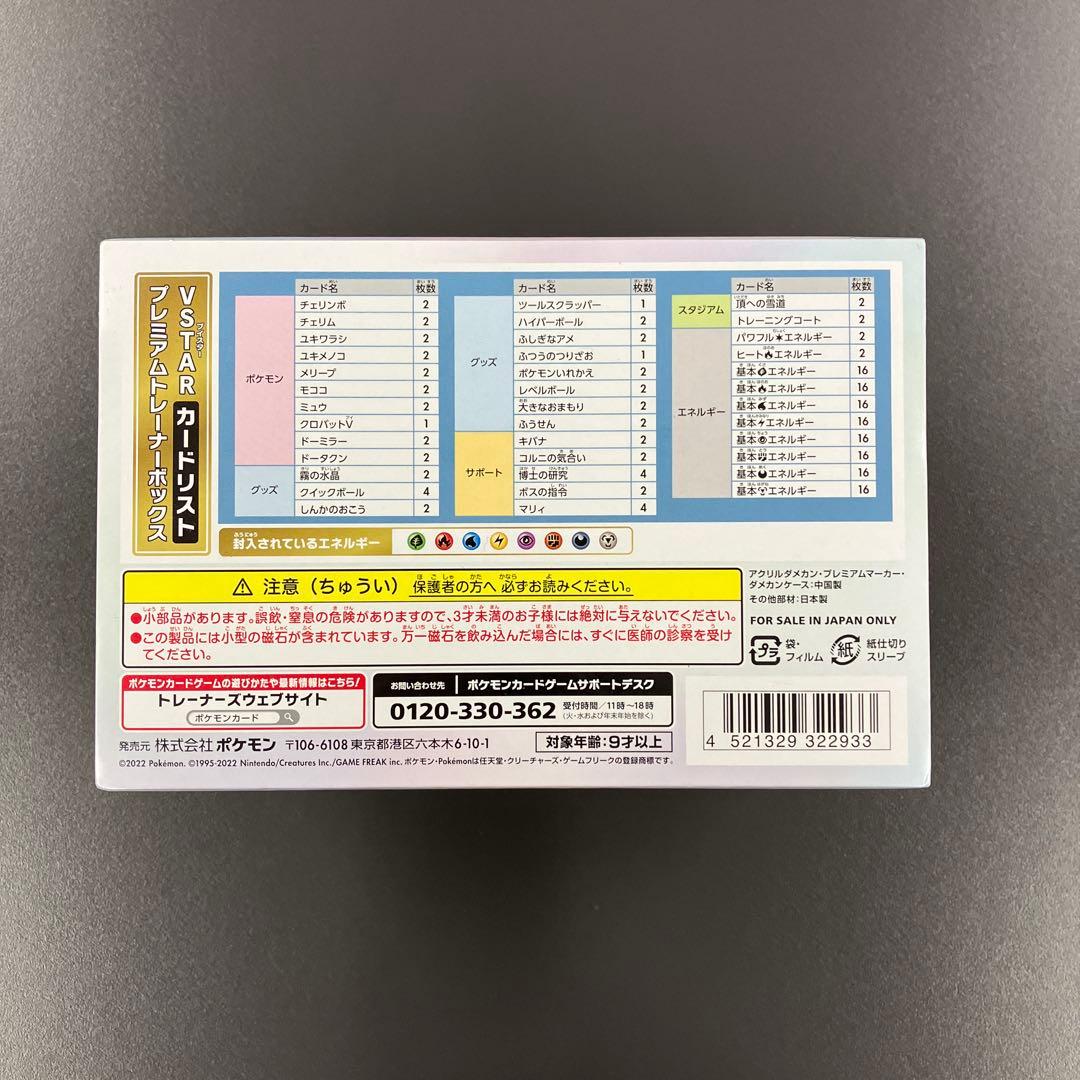 VSTAR カードリスト
ブイスター
プレミアムトレーナーボックス
カード名 枚数
ポケモン
チェリンボ 2
チェリム 2
ユキワラシ 2
ユキメノコ 2
メリープ 2
モココ 2
ミュウ 2
クロバットV 1
ドーミラー 2
ドータクン 2
グッズ
霧の水晶 2
クイックボール 4
しんかのおこう 2
カード名 枚数
グッズ
ツールスクラッパー 1
ハイパーボール 2
ふしぎなアメ 2
ふつうのつりざお 1
ポケモンいれかえ 2
レベルボール 2
大きなおまもり 2
ふうせん 2
サポート
キバナ 2
コルニの気合い 2
博士の研究 4
ボスの指令 2
マリィ 4
カード名 枚数
スタジアム
頂への雪道 2
トレーニングコート 2
エネルギー
パワフルエネルギー 2
ヒートエネルギー 2
基本エネルギー 16
基本エネルギー 16
基本エネルギー 16
基本エネルギー 16
基本エネルギー 16
基本エネルギー 16
基本エネルギー 16
基本エネルギー 16
封入されているエネルギー
注意（ちゅうい） 保護者の方へ 必ずお読みください。
●小部品があります。誤飲・窒息の危険がありますので、3才未満のお子様には絶対に与えないでください。
●この製品には小型の磁石が含まれています。万一磁石を飲み込んだ場合には、すぐに医師の診察を受け
てください。
アクリルダメカン・プレミアムマーカー・
ダメカンケース：中国製
その他部材：日本製
FOR SALE IN JAPAN ONLY
プラ 袋・
フィルム
紙 紙仕切り
スリーブ
ポケモンカードゲームの遊びかたや最新情報はこちら！
トレーナーズウェブサイト
ポケモンカード
お問い合わせ先 ポケモンカードゲームサポートデスク
0120-330-362 受付時間／11時～18時
（火・水および年末年始を除く）
発売元 株式会社ポケモン 〒106-6108 東京都港区六本木6-10-1
対象年齢：9才以上
©2022 Pokémon. ©1995-2022 Nintendo/Creatures Inc./GAME FREAK inc. ポケモン・Pokémonは任天堂・クリーチャーズ・ゲームフリークの登録商標です。
4 521329 322933